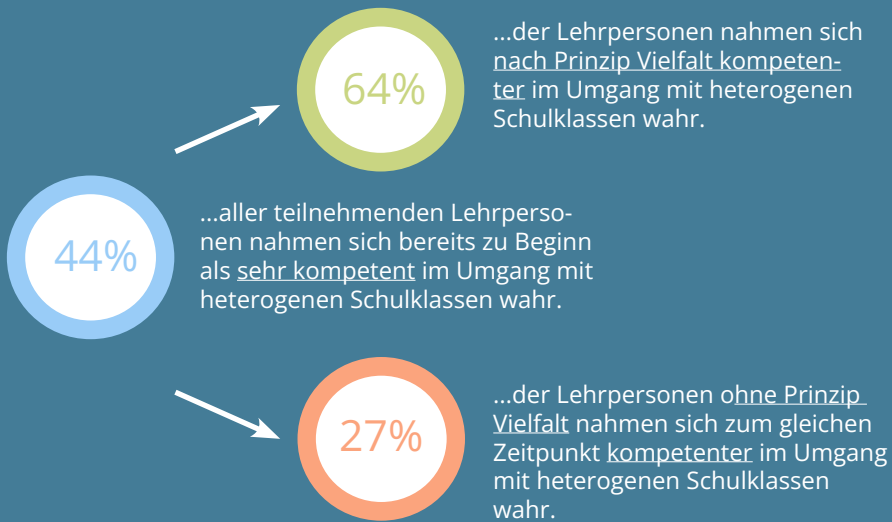 64%
...der Lehrpersonen nahmen sich
nach Prinzip Vielfalt kompeten-
ter im Umgang mit heterogenen
Schulklassen wahr.
44%
...aller teilnehmenden Lehrperso-
nen nahmen sich bereits zu Beginn
als sehr kompetent im Umgang mit
heterogenen Schulklassen wahr.
27%
...der Lehrpersonen ohne Prinzip
Vielfalt nahmen sich zum gleichen
Zeitpunkt kompetenter im Umgang
mit heterogenen Schulklassen
wahr.